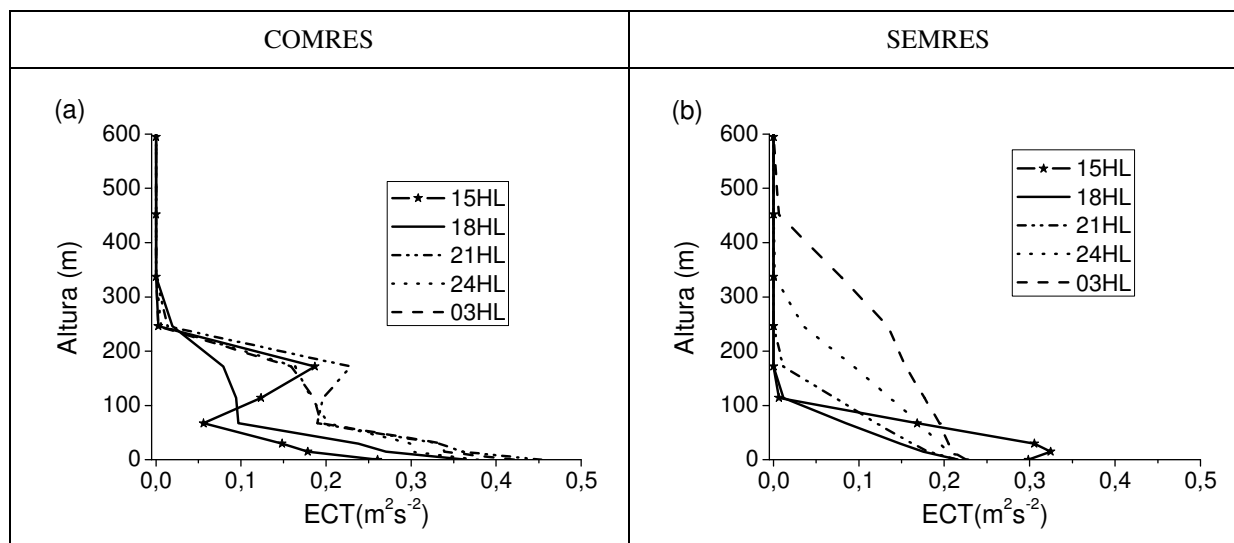 COMRES
SEMRES
(a)
Altura (m)
600
500
400
300
200
100
0
0,0 0,1 0,2 0,3 0,4 0,5
ECT(m²s⁻²)
15HL
18HL
21HL
24HL
03HL
(b)
Altura (m)
600
500
400
300
200
100
0
0,0 0,1 0,2 0,3 0,4 0,5
ECT(m²s⁻²)
15HL
18HL
21HL
24HL
03HL